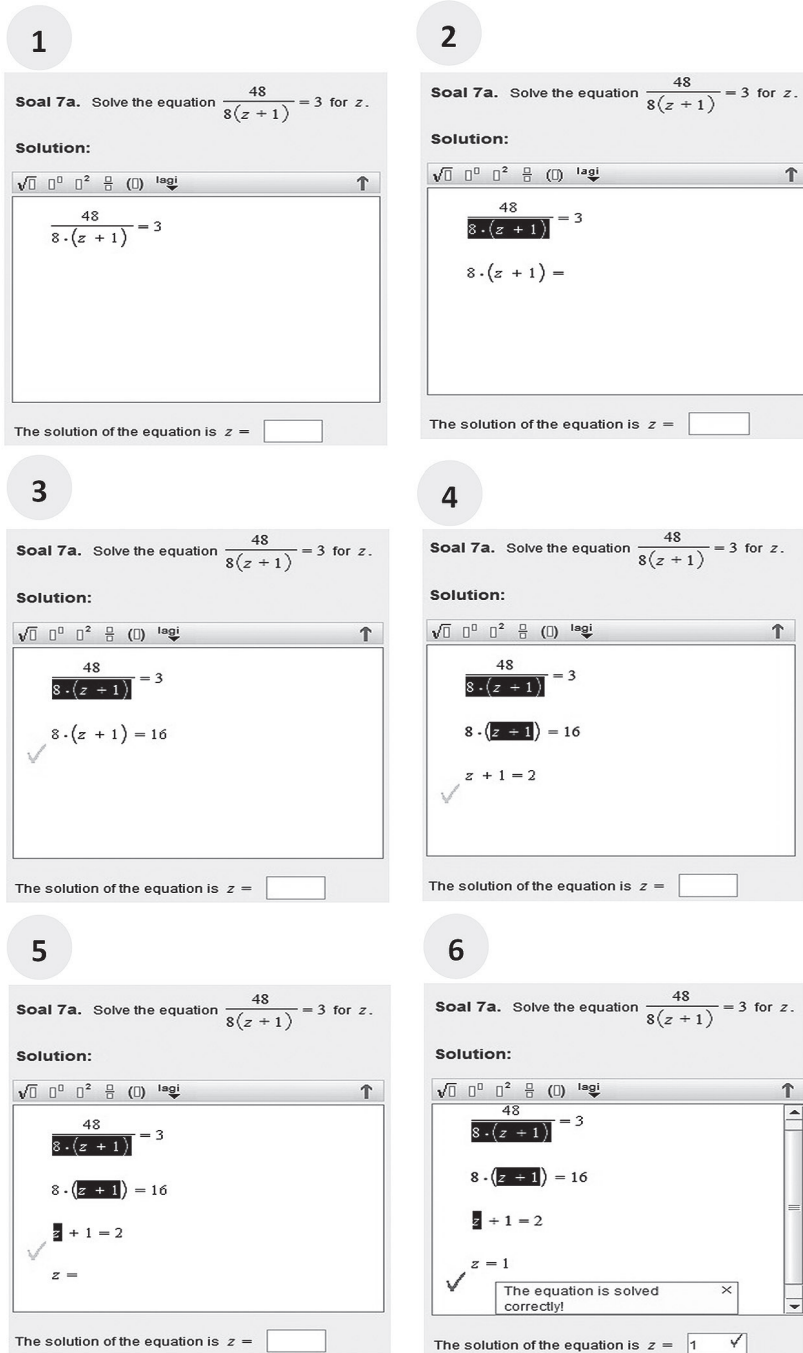 1
Soal 7a. Solve the equation 48/(8(z + 1)) = 3 for z.
Solution:
√▯ ▯▯ ▯2 ▯/▯ (▯) lagi ↑
48/(8·(z + 1)) = 3
The solution of the equation is z =
2
Soal 7a. Solve the equation 48/(8(z + 1)) = 3 for z.
Solution:
√▯ ▯▯ ▯2 ▯/▯ (▯) lagi ↑
48/(8·(z + 1)) = 3
8·(z + 1) =
The solution of the equation is z =
3
Soal 7a. Solve the equation 48/(8(z + 1)) = 3 for z.
Solution:
√▯ ▯▯ ▯2 ▯/▯ (▯) lagi ↑
48/(8·(z + 1)) = 3
8·(z + 1) = 16
The solution of the equation is z =
4
Soal 7a. Solve the equation 48/(8(z + 1)) = 3 for z.
Solution:
√▯ ▯▯ ▯2 ▯/▯ (▯) lagi ↑
48/(8·(z + 1)) = 3
8·(z + 1) = 16
z + 1 = 2
The solution of the equation is z =
5
Soal 7a. Solve the equation 48/(8(z + 1)) = 3 for z.
Solution:
√▯ ▯▯ ▯2 ▯/▯ (▯) lagi ↑
48/(8·(z + 1)) = 3
8·(z + 1) = 16
z + 1 = 2
z =
The solution of the equation is z =
6
Soal 7a. Solve the equation 48/(8(z + 1)) = 3 for z.
Solution:
√▯ ▯▯ ▯2 ▯/▯ (▯) lagi ↑
48/(8·(z + 1)) = 3
8·(z + 1) = 16
z + 1 = 2
z = 1
The equation is solved ×
correctly!
The solution of the equation is z = 1 ✓